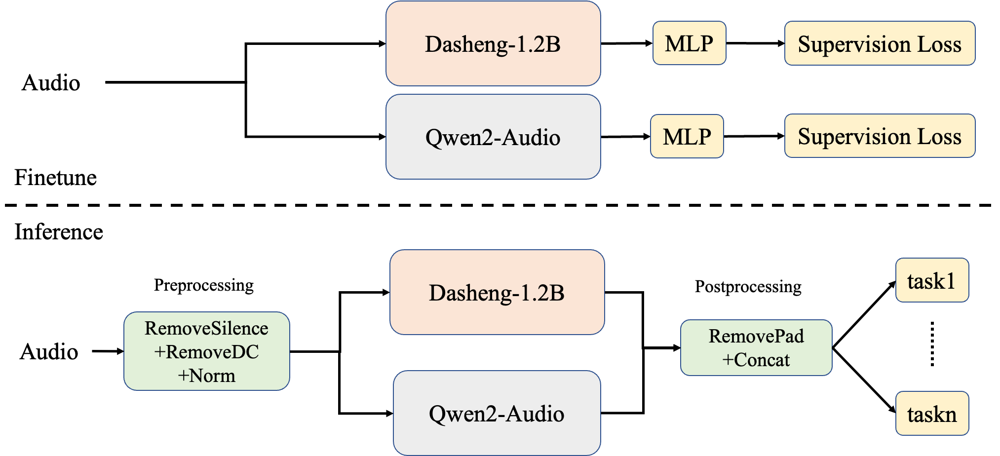 Audio
Dasheng-1.2B
MLP
Supervision Loss
Qwen2-Audio
MLP
Supervision Loss
Finetune
Inference
Audio
Preprocessing
RemoveSilence
+RemoveDC
+Norm
Dasheng-1.2B
Qwen2-Audio
Postprocessing
RemovePad
+Concat
task1
taskn